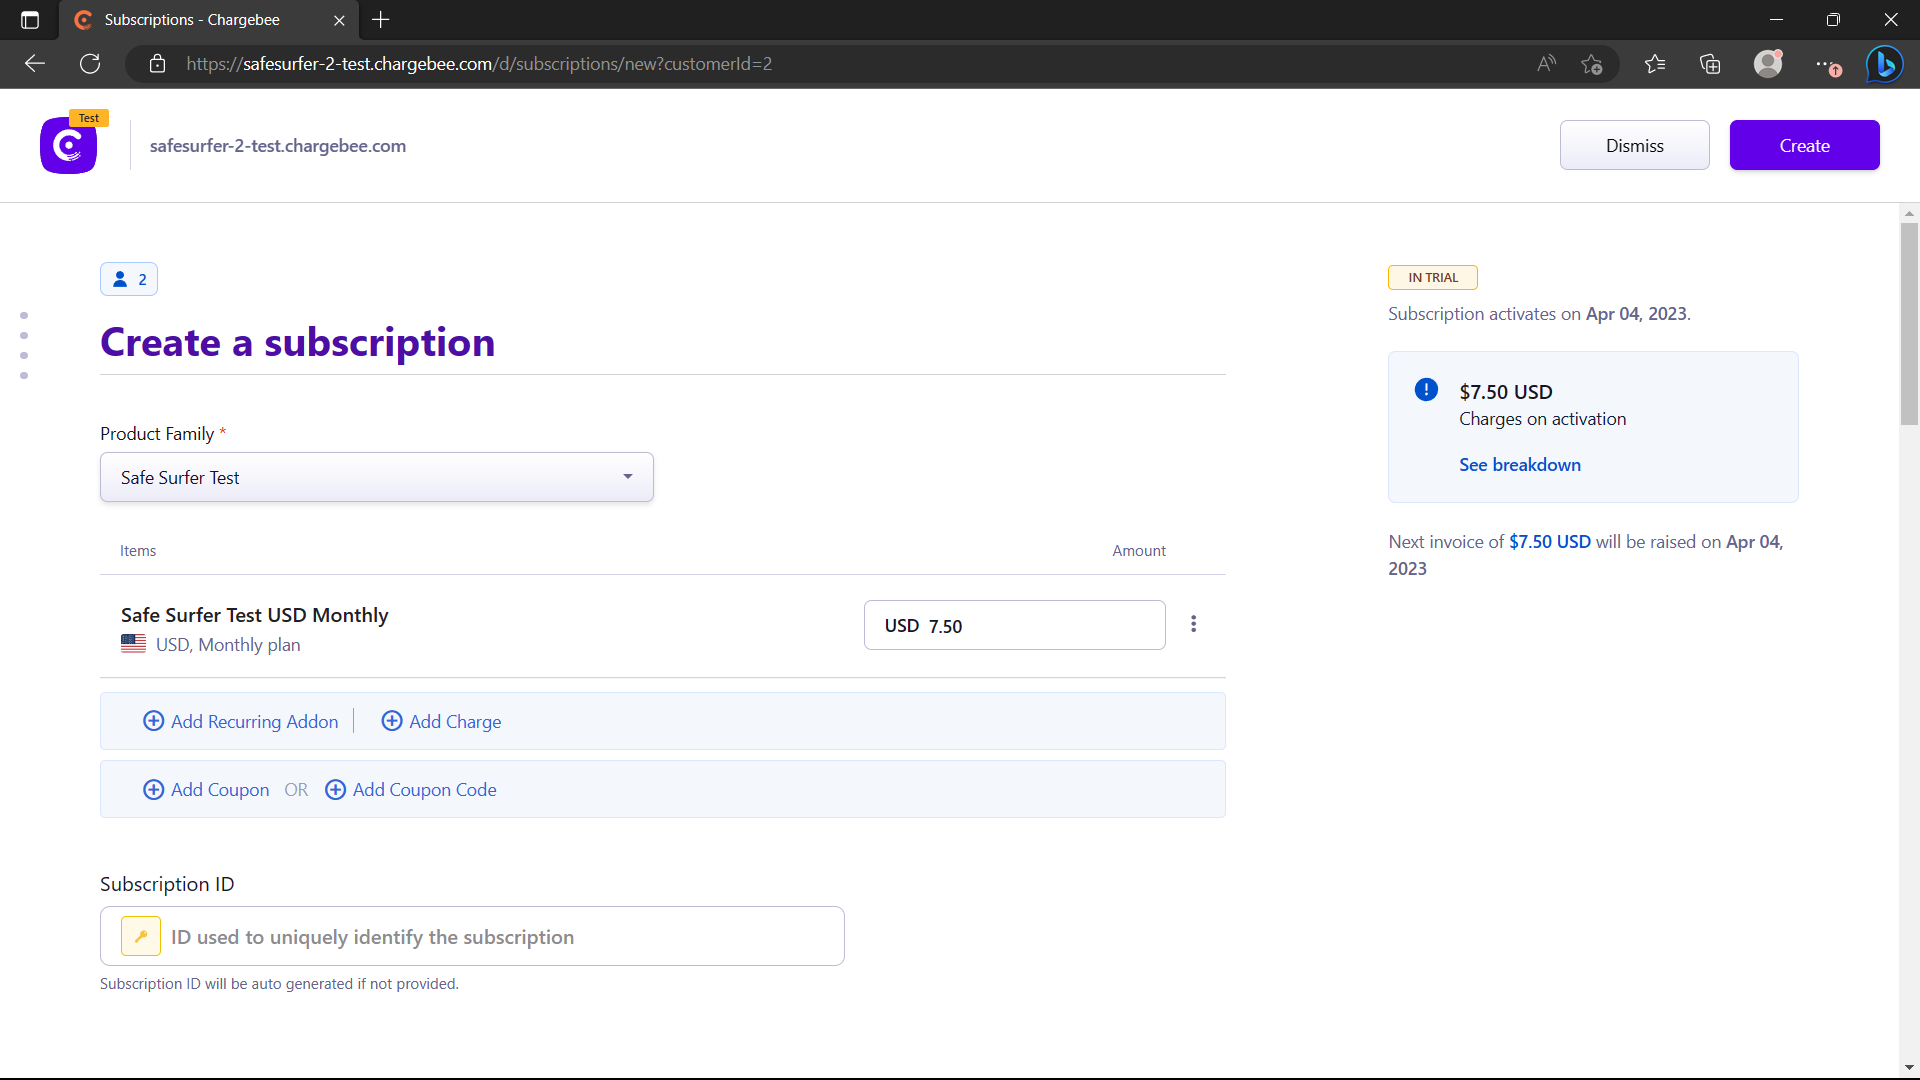 Subscriptions - Chargebee
https://safesurfer-2-test.chargebee.com/d/subscriptions/new?customerId=2
Test
safesurfer-2-test.chargebee.com
Dismiss
Create
2
Create a subscription
Product Family *
Safe Surfer Test
Items
Amount
Safe Surfer Test USD Monthly
USD, Monthly plan
USD 7.50
Add Recurring Addon
Add Charge
Add Coupon OR Add Coupon Code
Subscription ID
ID used to uniquely identify the subscription
Subscription ID will be auto generated if not provided.
IN TRIAL
Subscription activates on Apr 04, 2023.
$7.50 USD
Charges on activation
See breakdown
Next invoice of $7.50 USD will be raised on Apr 04,
2023